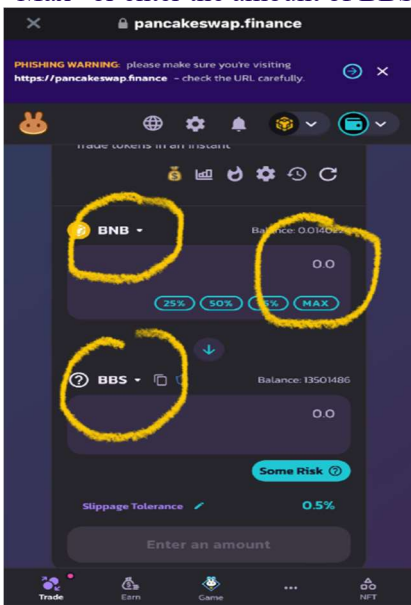 pancakeswap.finance
PHISHING WARNING: please make sure you're visiting
https://pancakeswap.finance - check the URL carefully.
Trade tokens in an instant
BNB
Balance:
0.0
25% 50% MAX
BBS
Balance: 13501486
0.0
Some Risk
Slippage Tolerance 0.5%
Enter an amount
Trade Earn Game NFT